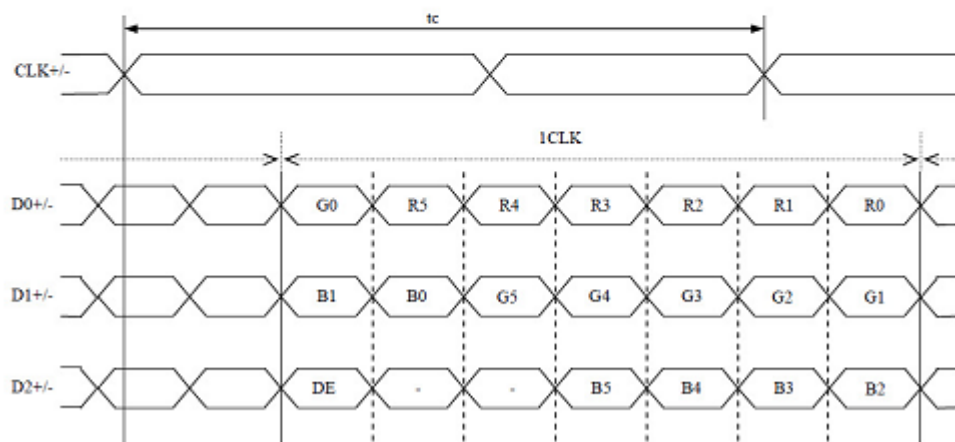 tc
CLK+/-
1CLK
D0+/- G0 R5 R4 R3 R2 R1 R0
D1+/- B1 B0 G5 G4 G3 G2 G1
D2+/- DE - - B5 B4 B3 B2